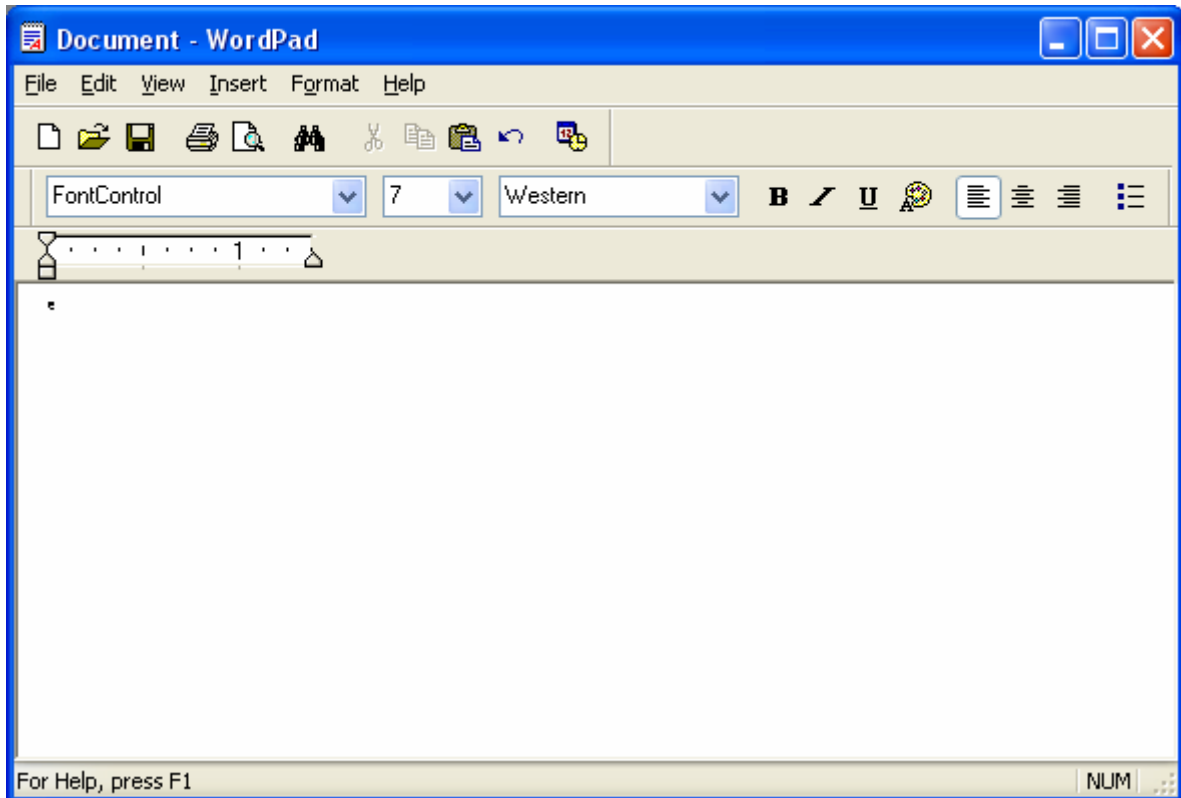 Document - WordPad
File Edit View Insert Format Help
FontControl 7 Western B U
1
For Help, press F1 NUM